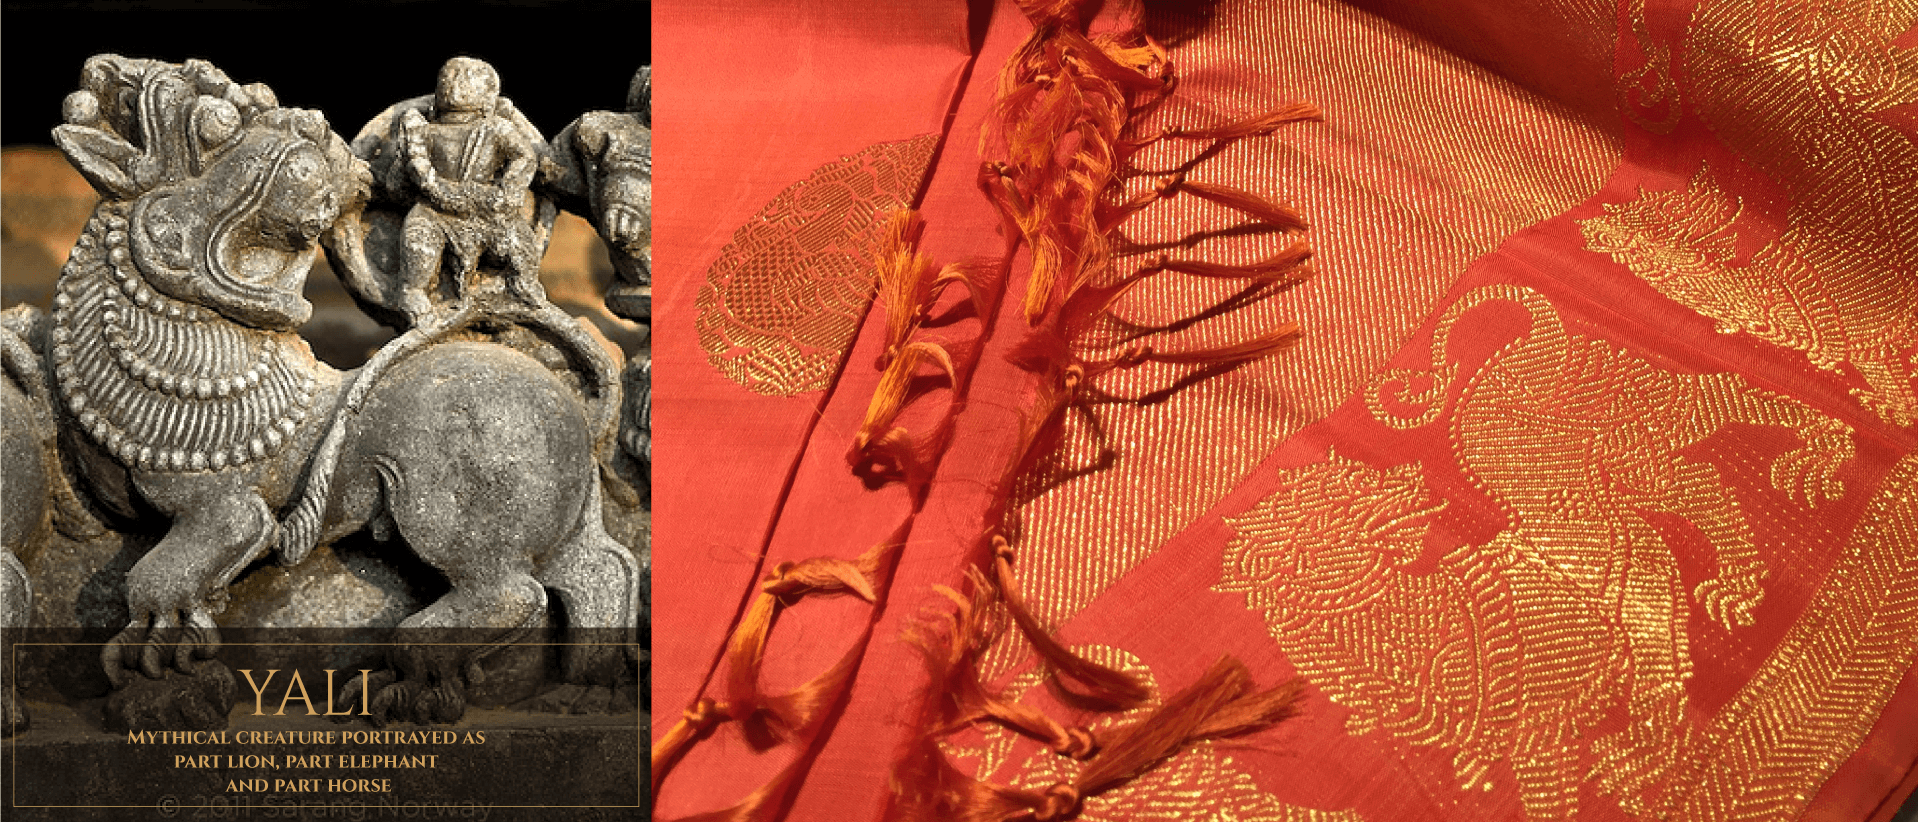 YALI
MYTHICAL CREATURE PORTRAYED AS
PART LION, PART ELEPHANT
AND PART HORSE
© 2011 Sarang Norway